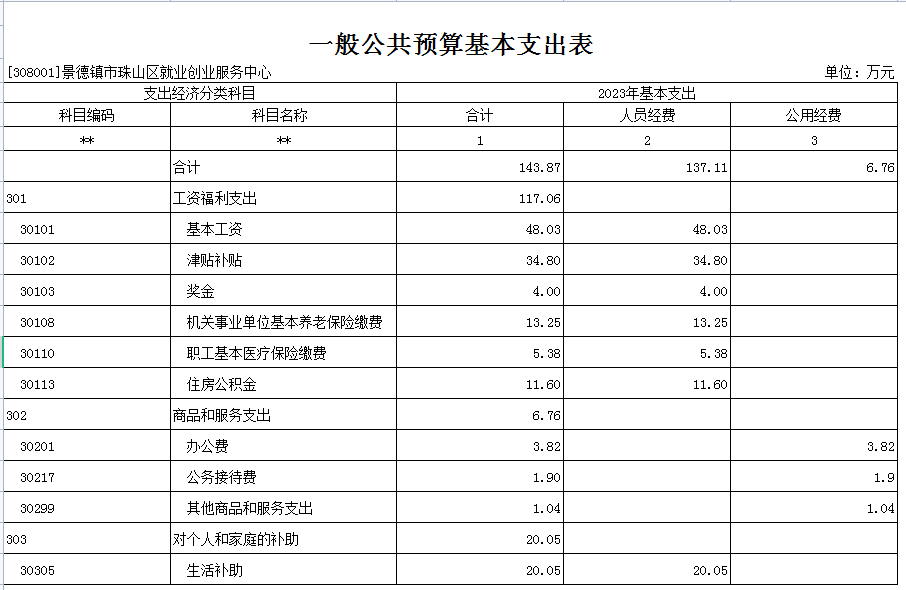 一般公共预算基本支出表
[308001]景德镇市珠山区就业创业服务中心 单位：万元
支出经济分类科目 2023年基本支出
科目编码 科目名称 合计 人员经费 公用经费
** ** 1 2 3
合计 143.87 137.11 6.76
301 工资福利支出 117.06
30101 基本工资 48.03 48.03
30102 津贴补贴 34.80 34.80
30103 奖金 4.00 4.00
30108 机关事业单位基本养老保险缴费 13.25 13.25
30110 职工基本医疗保险缴费 5.38 5.38
30113 住房公积金 11.60 11.60
302 商品和服务支出 6.76
30201 办公费 3.82 3.82
30217 公务接待费 1.90 1.9
30299 其他商品和服务支出 1.04 1.04
303 对个人和家庭的补助 20.05
30305 生活补助 20.05 20.05